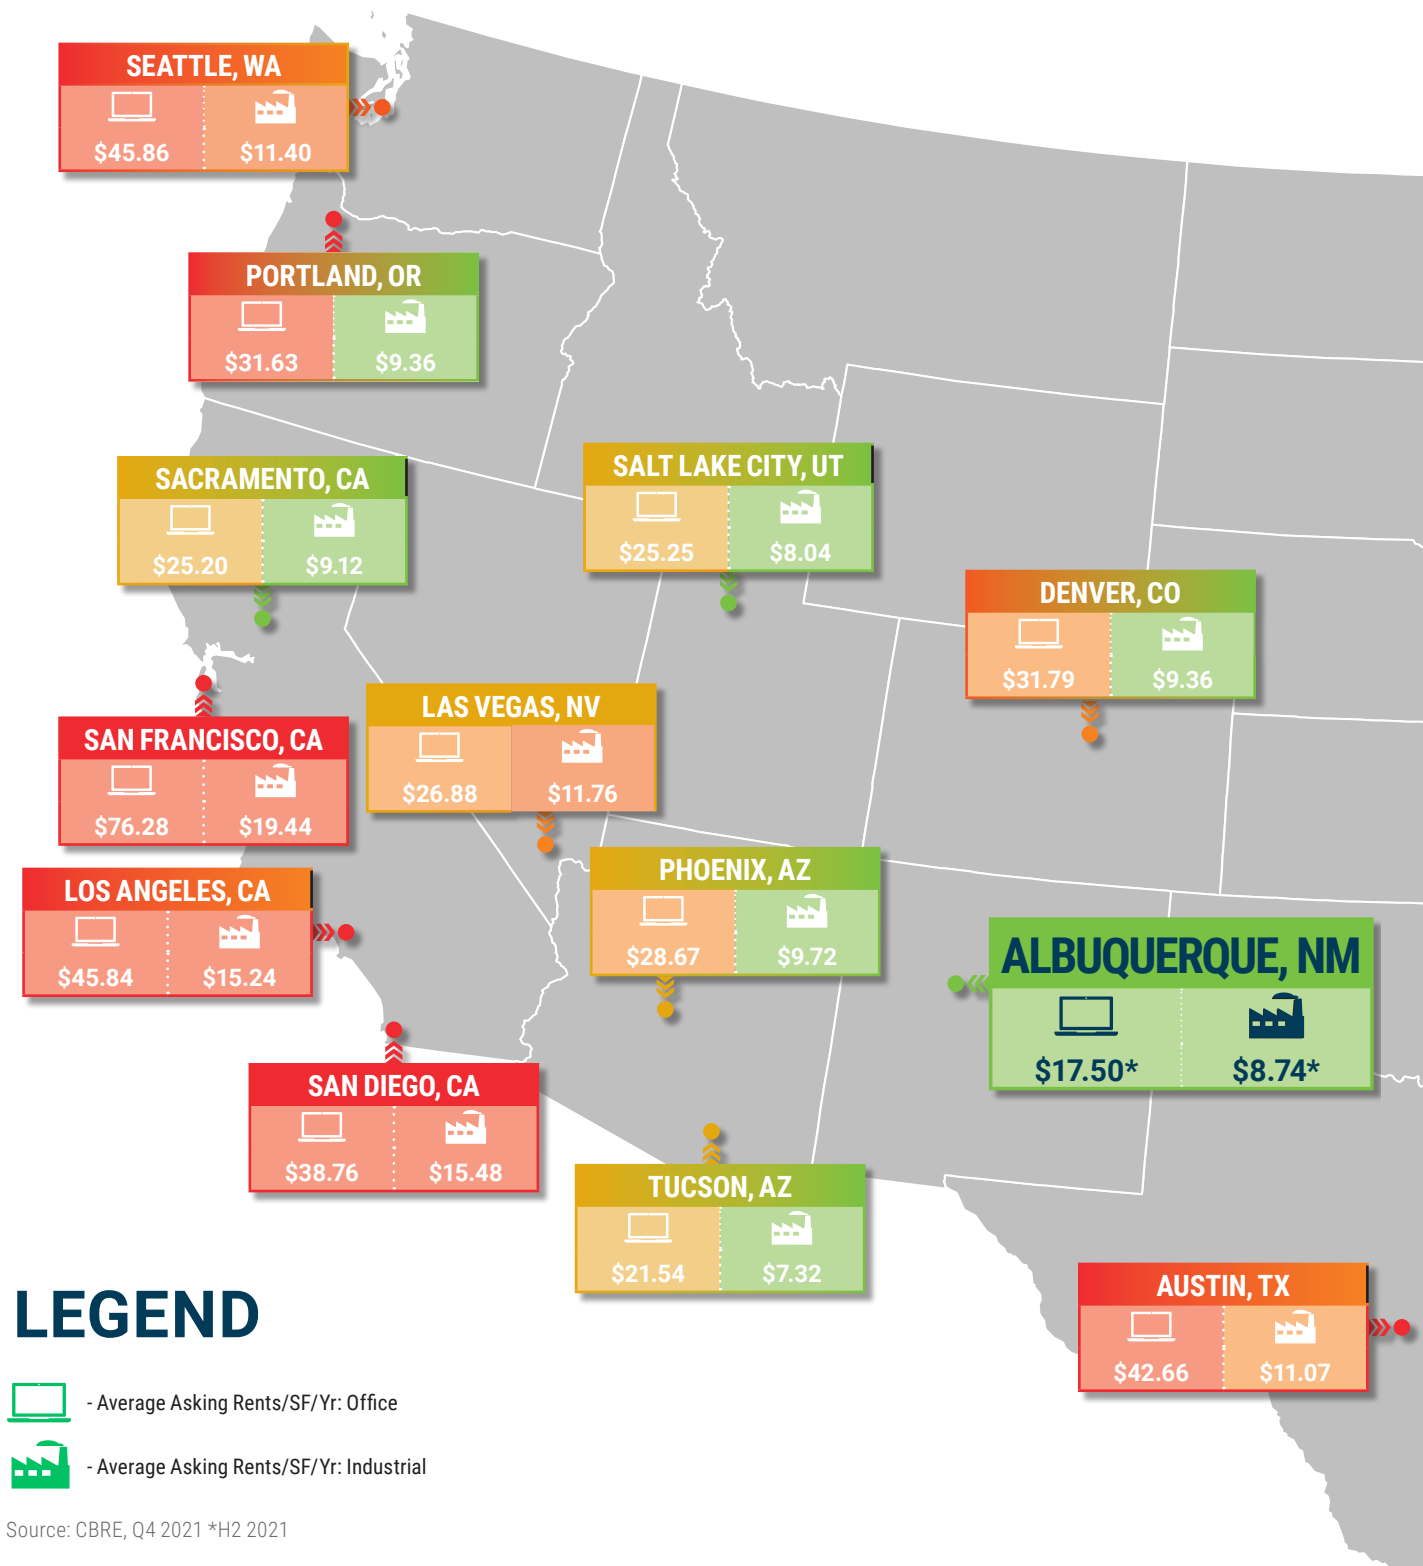 SEATTLE, WA
$45.86 $11.40
PORTLAND, OR
$31.63 $9.36
SACRAMENTO, CA
$25.20 $9.12
SALT LAKE CITY, UT
$25.25 $8.04
DENVER, CO
$31.79 $9.36
SAN FRANCISCO, CA
$76.28 $19.44
LAS VEGAS, NV
$26.88 $11.76
LOS ANGELES, CA
$45.84 $15.24
PHOENIX, AZ
$28.67 $9.72
ALBUQUERQUE, NM
$17.50* $8.74*
SAN DIEGO, CA
$38.76 $15.48
TUCSON, AZ
$21.54 $7.32
AUSTIN, TX
$42.66 $11.07
LEGEND
- Average Asking Rents/SF/Yr: Office
- Average Asking Rents/SF/Yr: Industrial
Source: CBRE, Q4 2021 *H2 2021